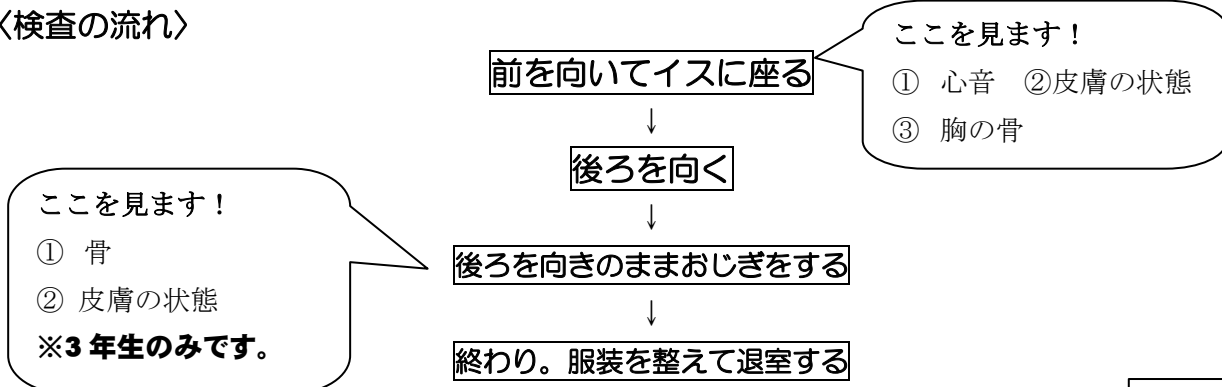 〈検査の流れ〉
前を向いてイスに座る
ここを見ます！
① 心音 ②皮膚の状態
③ 胸の骨
↓
後ろを向く
↓
ここを見ます！
① 骨
② 皮膚の状態
※3年生のみです。
後ろを向きのままおじぎをする
↓
終わり。服装を整えて退室する